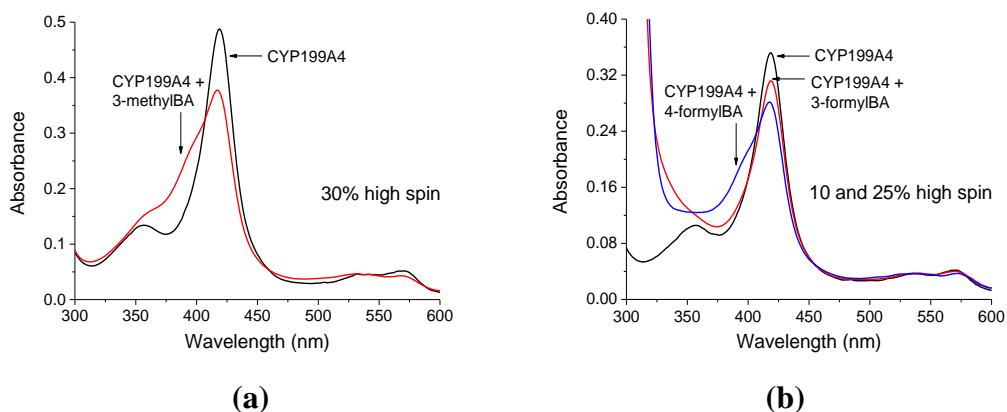 0.5
0.4
0.3
0.2
0.1
0.0
Absorbance
CYP199A4
CYP199A4 +
3-methylBA
30% high spin
300 350 400 450 500 550 600
Wavelength (nm)
(a)
0.40
0.32
0.24
0.16
0.08
0.00
Absorbance
CYP199A4
CYP199A4 +
3-formylBA
CYP199A4 +
4-formylBA
10 and 25% high spin
300 350 400 450 500 550 600
Wavelength (nm)
(b)